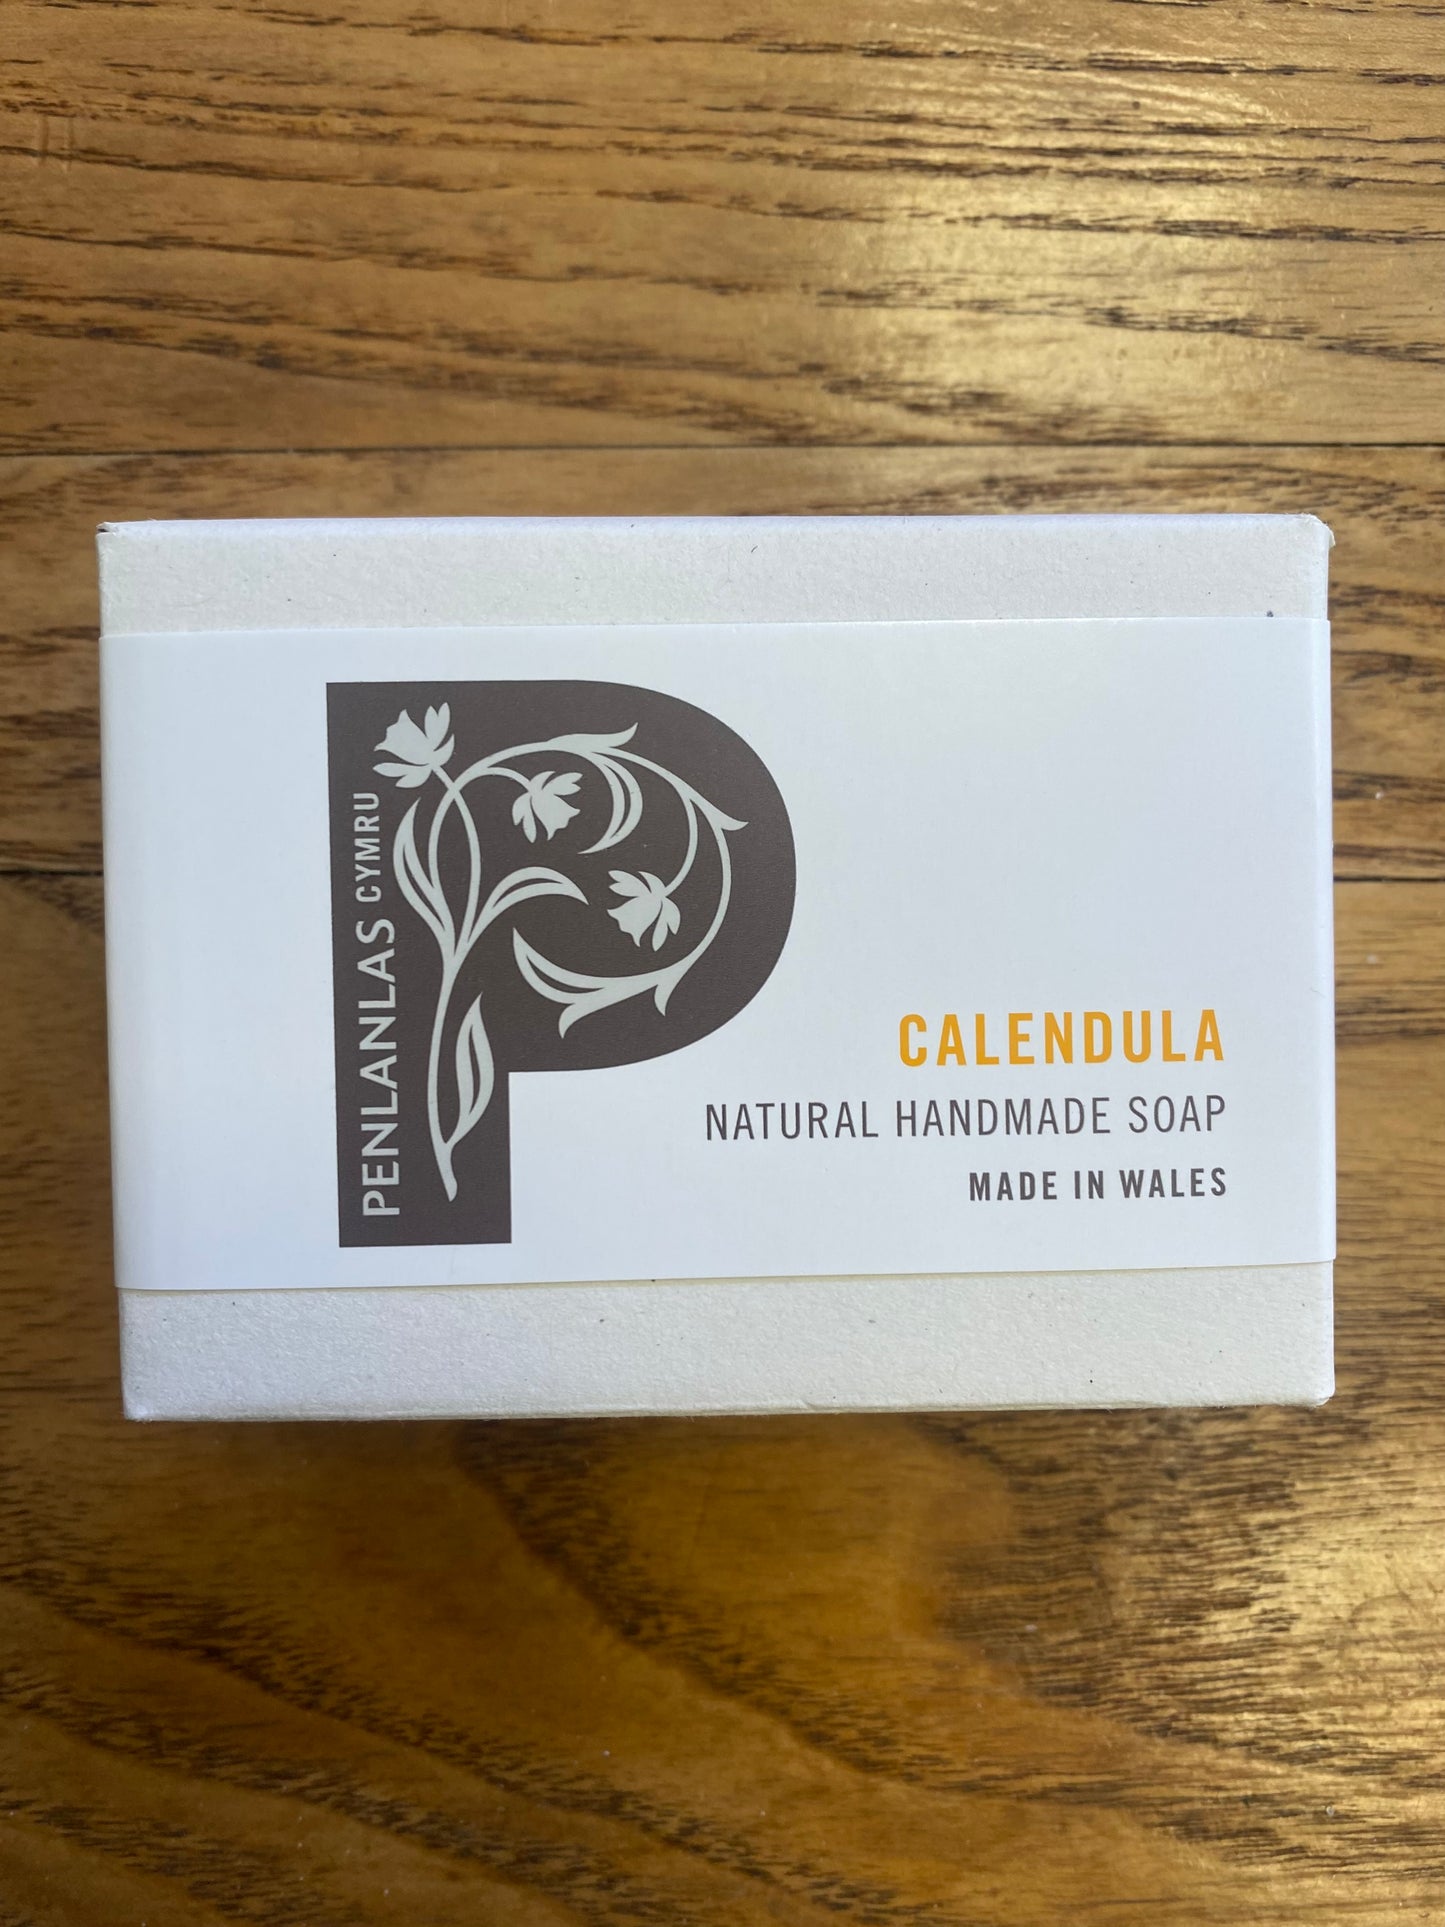 PENLANLAS CYMRU
CALENDULA
NATURAL HANDMADE SOAP
MADE IN WALES